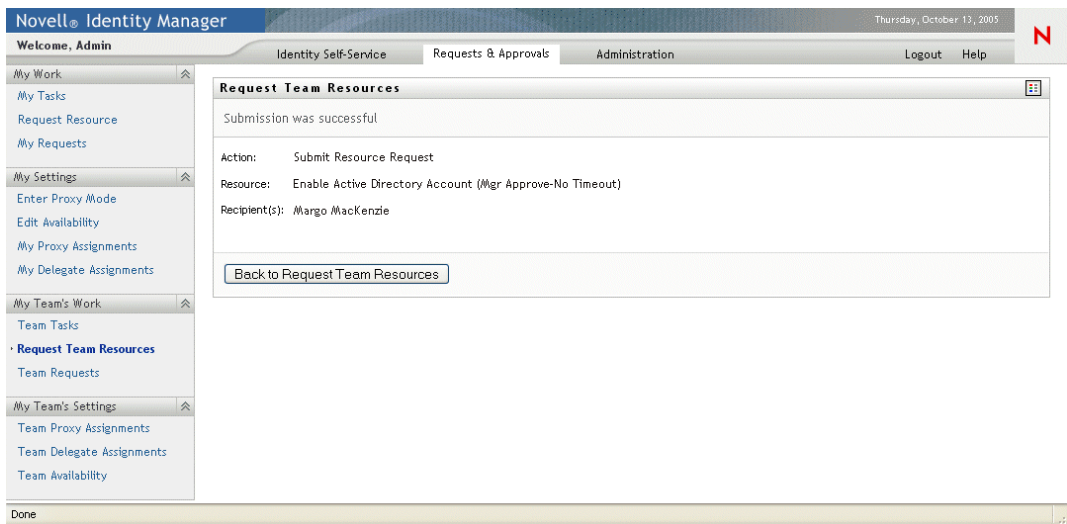 Novell® Identity Manager
Thursday, October 13, 2005
N
Welcome, Admin
Identity Self-Service
Requests & Approvals
Administration
Logout
Help
My Work
My Tasks
Request Resource
My Requests
My Settings
Enter Proxy Mode
Edit Availability
My Proxy Assignments
My Delegate Assignments
My Team's Work
Team Tasks
Request Team Resources
Team Requests
My Team's Settings
Team Proxy Assignments
Team Delegate Assignments
Team Availability
Request Team Resources
Submission was successful
Action: Submit Resource Request
Resource: Enable Active Directory Account (Mgr Approve-No Timeout)
Recipient(s): Margo MacKenzie
Back to Request Team Resources
Done